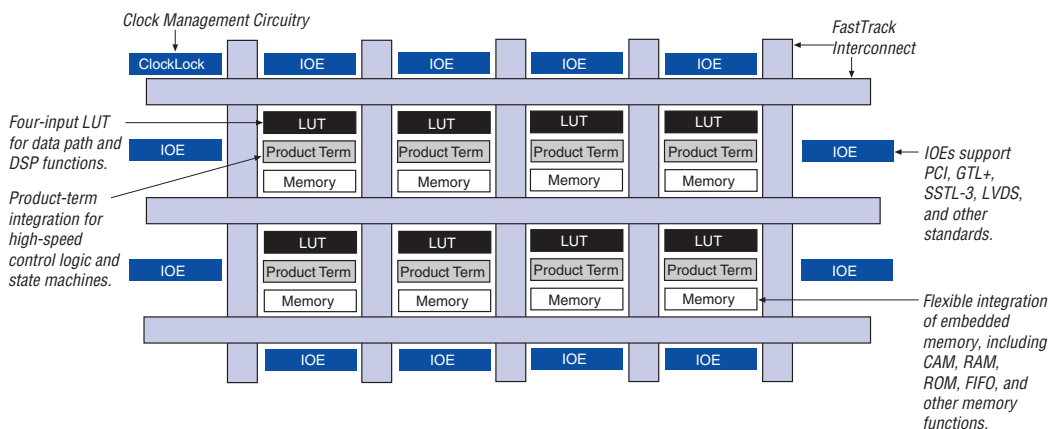 Clock Management Circuitry
FastTrack
Interconnect
ClockLock
IOE
IOE
IOE
IOE
Four-input LUT
for data path and
DSP functions.
LUT
LUT
LUT
LUT
IOE
Product Term
Product Term
Product Term
Product Term
IOE
IOEs support
PCI, GTL+,
SSTL-3, LVDS,
and other
standards.
Memory
Memory
Memory
Memory
Product-term
integration for
high-speed
control logic and
state machines.
LUT
LUT
LUT
LUT
IOE
Product Term
Product Term
Product Term
Product Term
IOE
Memory
Memory
Memory
Memory
Flexible integration
of embedded
memory, including
CAM, RAM,
ROM, FIFO, and
other memory
functions.
IOE
IOE
IOE
IOE